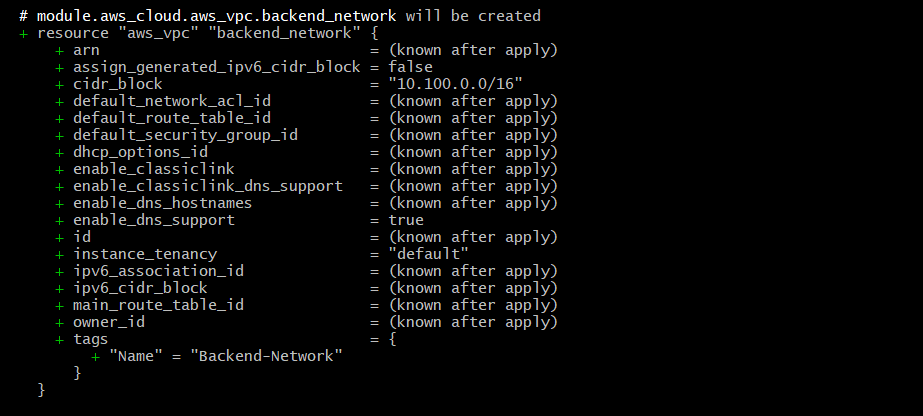 # module.aws_cloud.aws_vpc.backend_network will be created
+ resource "aws_vpc" "backend_network" {
+ arn = (known after apply)
+ assign_generated_ipv6_cidr_block = false
+ cidr_block = "10.100.0.0/16"
+ default_network_acl_id = (known after apply)
+ default_route_table_id = (known after apply)
+ default_security_group_id = (known after apply)
+ dhcp_options_id = (known after apply)
+ enable_classiclink = (known after apply)
+ enable_classiclink_dns_support = (known after apply)
+ enable_dns_hostnames = (known after apply)
+ enable_dns_support = true
+ id = (known after apply)
+ instance_tenancy = "default"
+ ipv6_association_id = (known after apply)
+ ipv6_cidr_block = (known after apply)
+ main_route_table_id = (known after apply)
+ owner_id = (known after apply)
+ tags = {
+ "Name" = "Backend-Network"
}
}